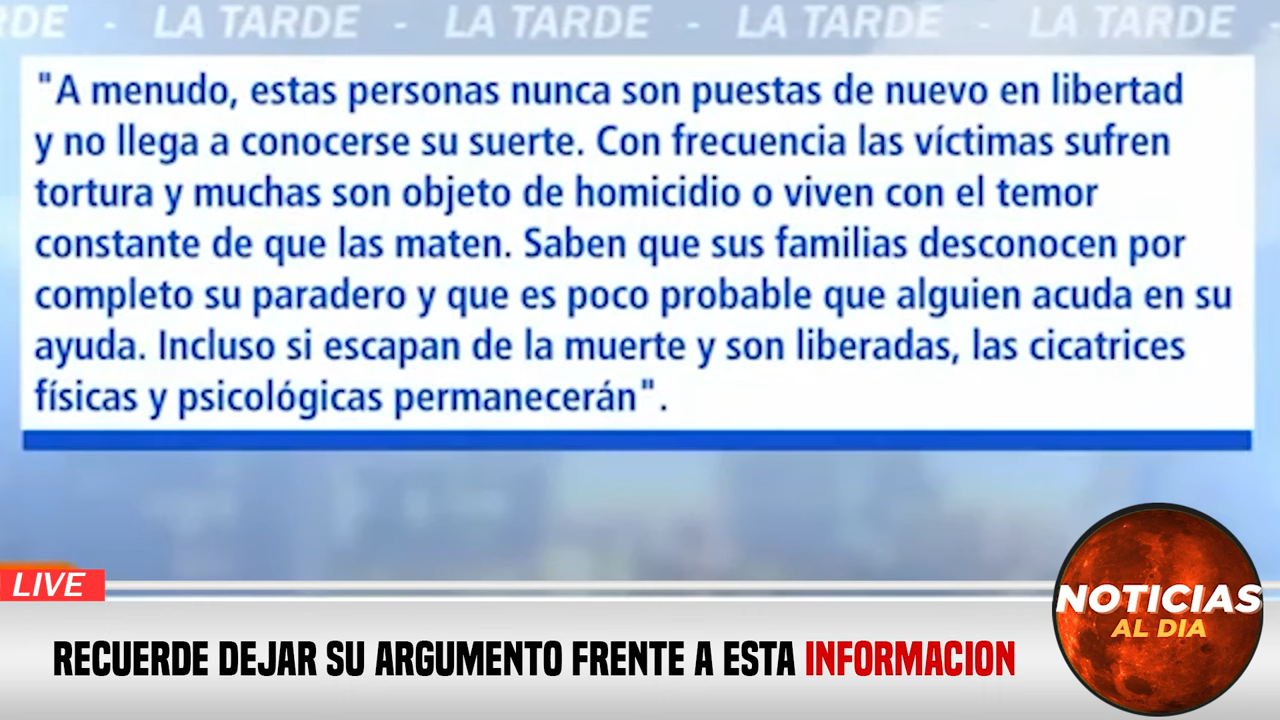 RDE - LA TARDE - LA TARDE - LA TARDE - LA TARDE -
"A menudo, estas personas nunca son puestas de nuevo en libertad
y no llega a conocerse su suerte. Con frecuencia las víctimas sufren
tortura y muchas son objeto de homicidio o viven con el temor
constante de que las maten. Saben que sus familias desconocen por
completo su paradero y que es poco probable que alguien acuda en su
ayuda. Incluso si escapan de la muerte y son liberadas, las cicatrices
físicas y psicológicas permanecerán".
LIVE
NOTICIAS
AL DIA
RECUERDE DEJAR SU ARGUMENTO FRENTE A ESTA INFORMACION